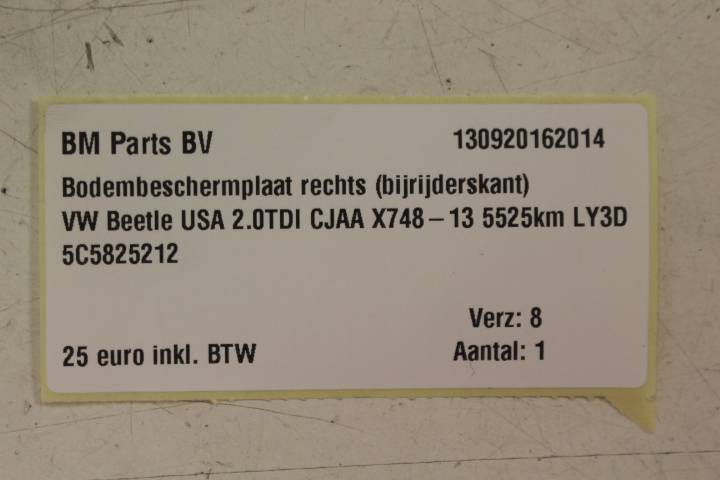 BM Parts BV 130920162014
Bodembeschermplaat rechts (bijrijderskant)
VW Beetle USA 2.0TDI CJAA X748-13 5525km LY3D
5C5825212
Verz: 8
25 euro inkl. BTW Aantal: 1